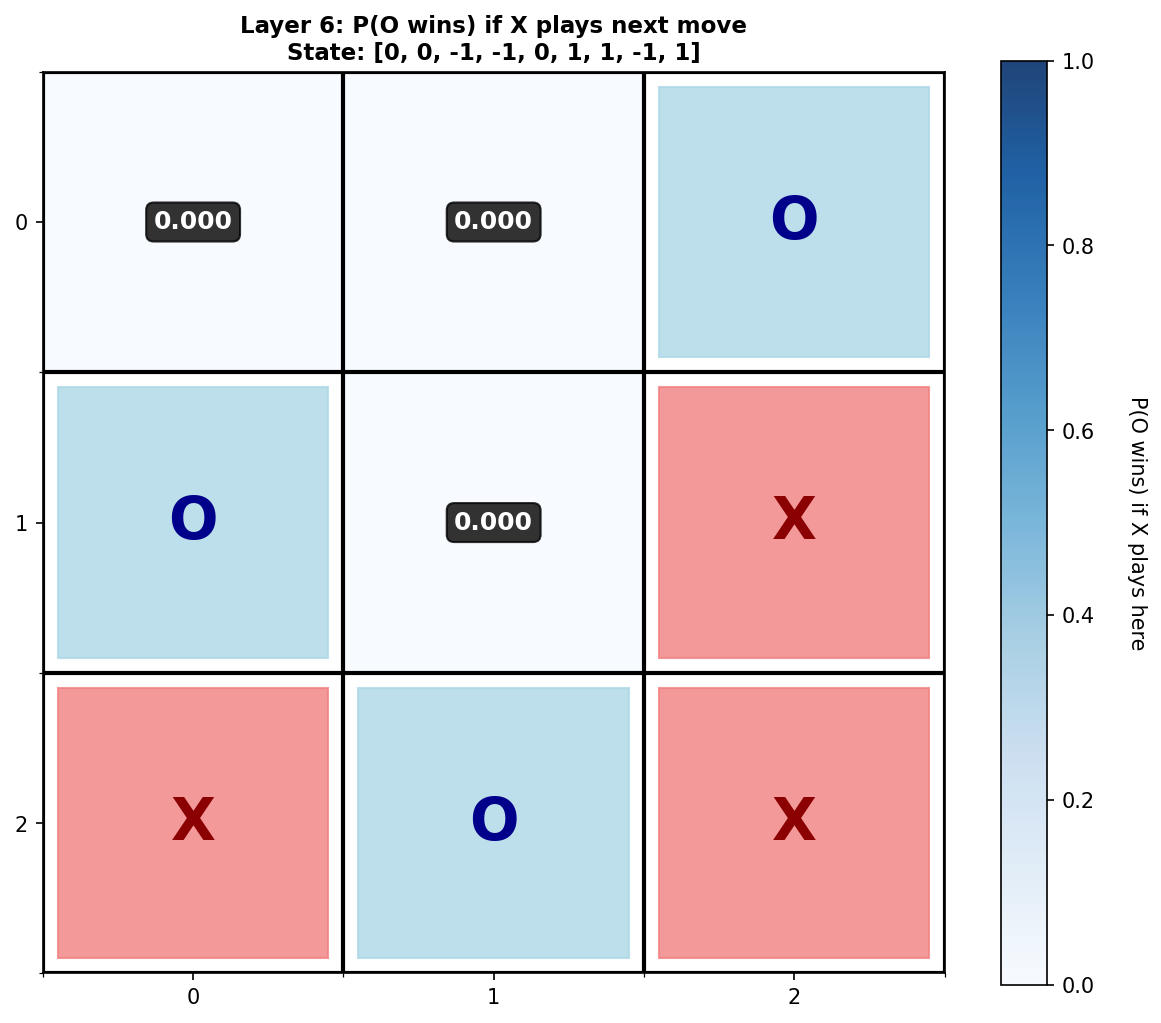 Layer 6: P(O wins) if X plays next move
State: [0, 0, -1, -1, 0, 1, 1, -1, 1]
0
0.000
0.000
O
1
O
0.000
X
2
X
O
X
0
1
2
1.0
0.8
0.6
0.4
0.2
0.0
P(O wins) if X plays here